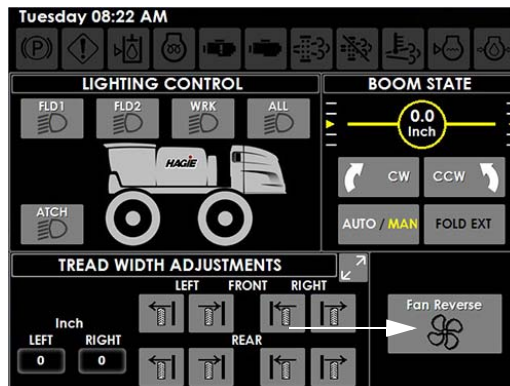 Tuesday 08:22 AM
LIGHTING CONTROL
FLD1 FLD2 WRK ALL
HAGIE
ATCH
BOOM STATE
0.0
Inch
CW CCW
AUTO / MAN FOLD EXT
TREAD WIDTH ADJUSTMENTS
LEFT FRONT RIGHT
Inch
LEFT RIGHT
0 0
REAR
Fan Reverse